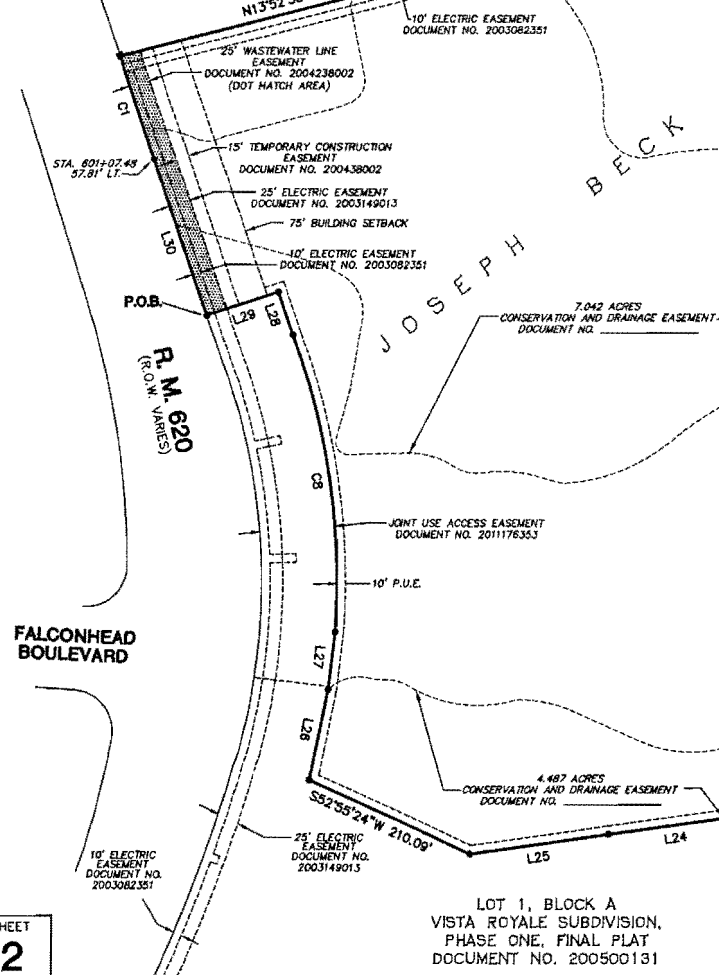 N13°52'
10' ELECTRIC EASEMENT
DOCUMENT NO. 2003082351
25' WASTEWATER LINE
EASEMENT
DOCUMENT NO. 2004238002
(DOT HATCH AREA)
C1
STA. 601+07.48
57.81' LT.
15' TEMPORARY CONSTRUCTION
EASEMENT
DOCUMENT NO. 200438002
25' ELECTRIC EASEMENT
DOCUMENT NO. 2003149013
75' BUILDING SETBACK
L30
10' ELECTRIC EASEMENT
DOCUMENT NO. 2003082351
JOSEPH BECK
P.O.B.
L29
L28
7.042 ACRES
CONSERVATION AND DRAINAGE EASEMENT
DOCUMENT NO.
R. M. 620
(R.O.W. VARIES)
C8
JOINT USE ACCESS EASEMENT
DOCUMENT NO. 2011176353
10' P.U.E.
FALCONHEAD
BOULEVARD
L27
L26
4.487 ACRES
CONSERVATION AND DRAINAGE EASEMENT
DOCUMENT NO.
S52°55'24"W 210.09'
L25
L24
25' ELECTRIC
EASEMENT
DOCUMENT NO.
2003149013
10' ELECTRIC
EASEMENT
DOCUMENT NO.
2003082351
LOT 1, BLOCK A
VISTA ROYALE SUBDIVISION,
PHASE ONE, FINAL PLAT
DOCUMENT NO. 200500131
HEET
2